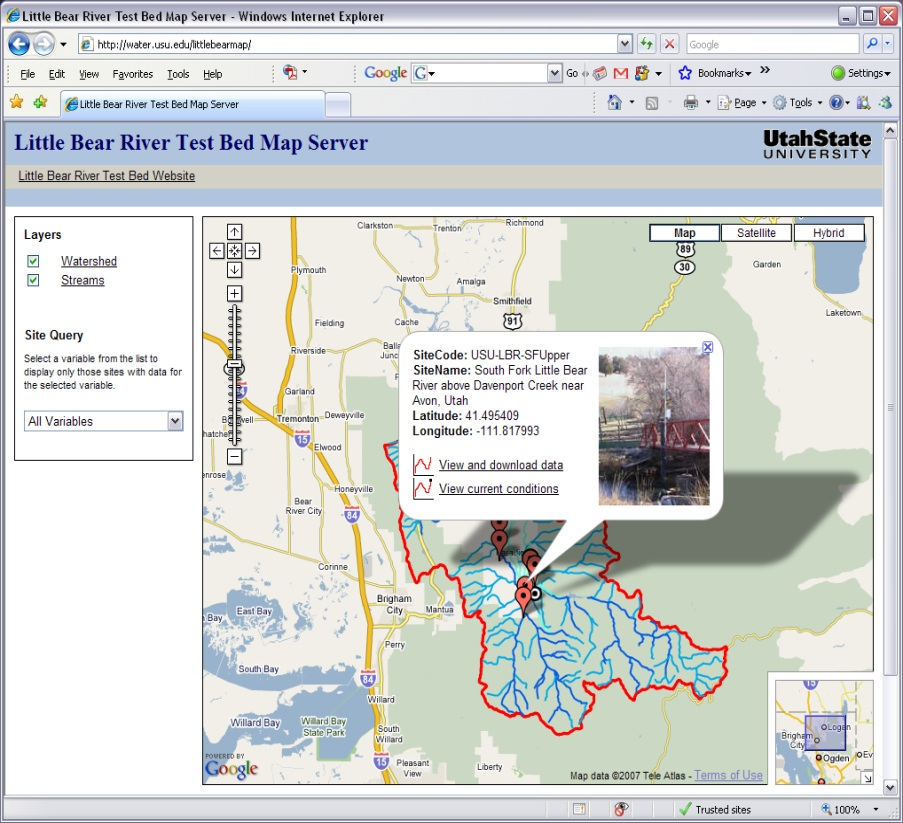 Little Bear River Test Bed Map Server - Windows Internet Explorer
http://water.usu.edu/littlebearmap/
Google
File Edit View Favorites Tools Help
Google G Go Bookmarks Settings
Little Bear River Test Bed Map Server
Page Tools
Little Bear River Test Bed Map Server
UtahState
UNIVERSITY
Little Bear River Test Bed Website
Layers
Watershed
Streams
Site Query
Select a variable from the list to
display only those sites with data for
the selected variable.
All Variables
Map Satellite Hybrid
Clarkston
Trenton
Richmond
89
30
Garden
Plymouth
Newton
Amalga
Laketown
Smithfield
91
Fielding
Cache
Riverside
Garland
Tremonton
Deweyville
15
Elwood
Honeyville
Bear
River City
84
Corinne
Brigham
City
Mantua
East Bay
Bay
Perry
South Bay
84
Willard
Willard Bay
Willard Bay
State Park
South
Willard
15
Pleasant
View
Liberty
SiteCode: USU-LBR-SFUpper
SiteName: South Fork Little Bear
River above Davenport Creek near
Avon, Utah
Latitude: 41.495409
Longitude: -111.817993
View and download data
View current conditions
POWERED BY
Google
Map data ©2007 Tele Atlas - Terms of Use
15
Logan
Brigham
City
Ogden
Ev
Trusted sites
100%